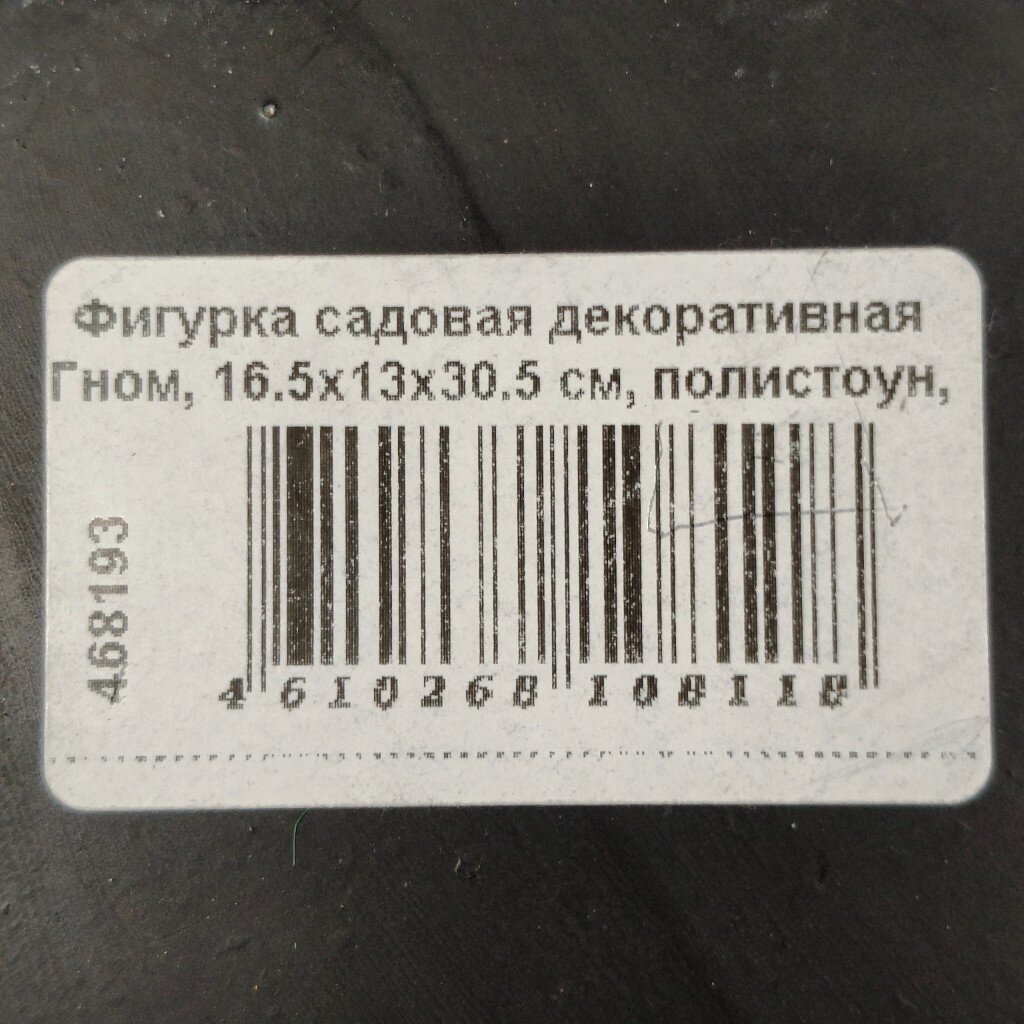 Фигурка садовая декоративная
Гном, 16.5x13x30.5 см, полистоун,
468193
4 610268 108118